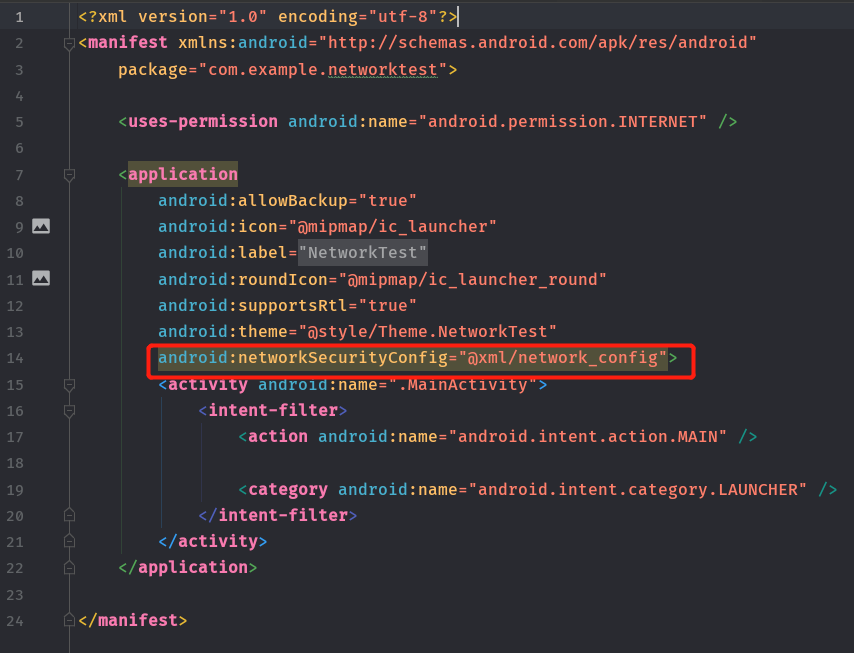 1 <?xml version="1.0" encoding="utf-8"?>
2 <manifest xmlns:android="http://schemas.android.com/apk/res/android"
3     package="com.example.networktest">
4
5     <uses-permission android:name="android.permission.INTERNET" />
6
7     <application
8         android:allowBackup="true"
9         android:icon="@mipmap/ic_launcher"
10         android:label="NetworkTest"
11         android:roundIcon="@mipmap/ic_launcher_round"
12         android:supportsRtl="true"
13         android:theme="@style/Theme.NetworkTest"
14         android:networkSecurityConfig="@xml/network_config">
15         <activity android:name=".MainActivity">
16             <intent-filter>
17                 <action android:name="android.intent.action.MAIN" />
18
19                 <category android:name="android.intent.category.LAUNCHER" />
20             </intent-filter>
21         </activity>
22     </application>
23
24 </manifest>